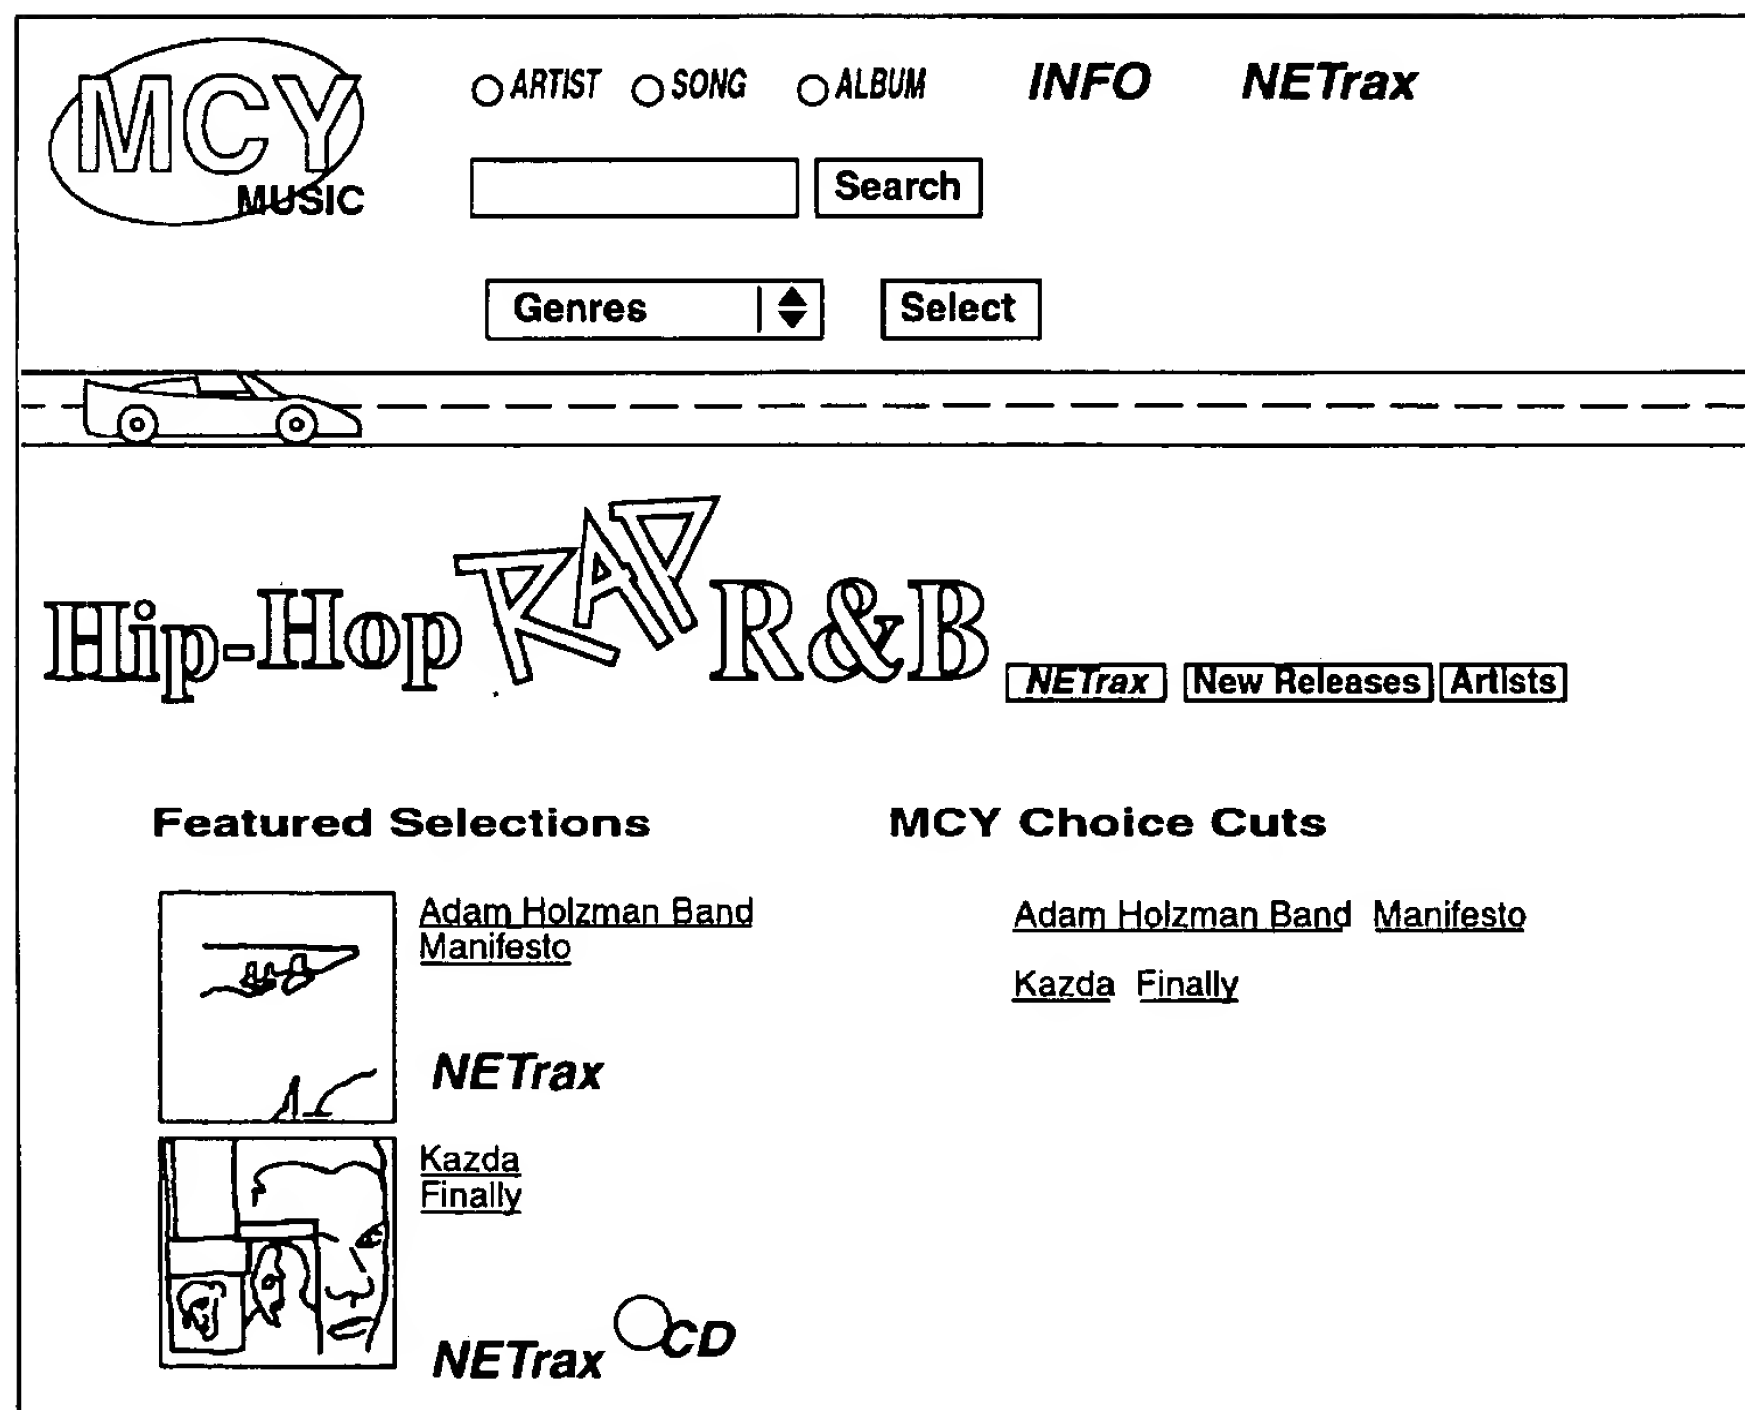 MCY
MUSIC
ARTIST SONG ALBUM INFO NETrax
Search
Genres Select
Hip-Hop RAP R&B
NETrax New Releases Artists
Featured Selections MCY Choice Cuts
Adam Holzman Band
Manifesto
Adam Holzman Band Manifesto
Kazda Finally
NETrax
Kazda
Finally
NETrax CD